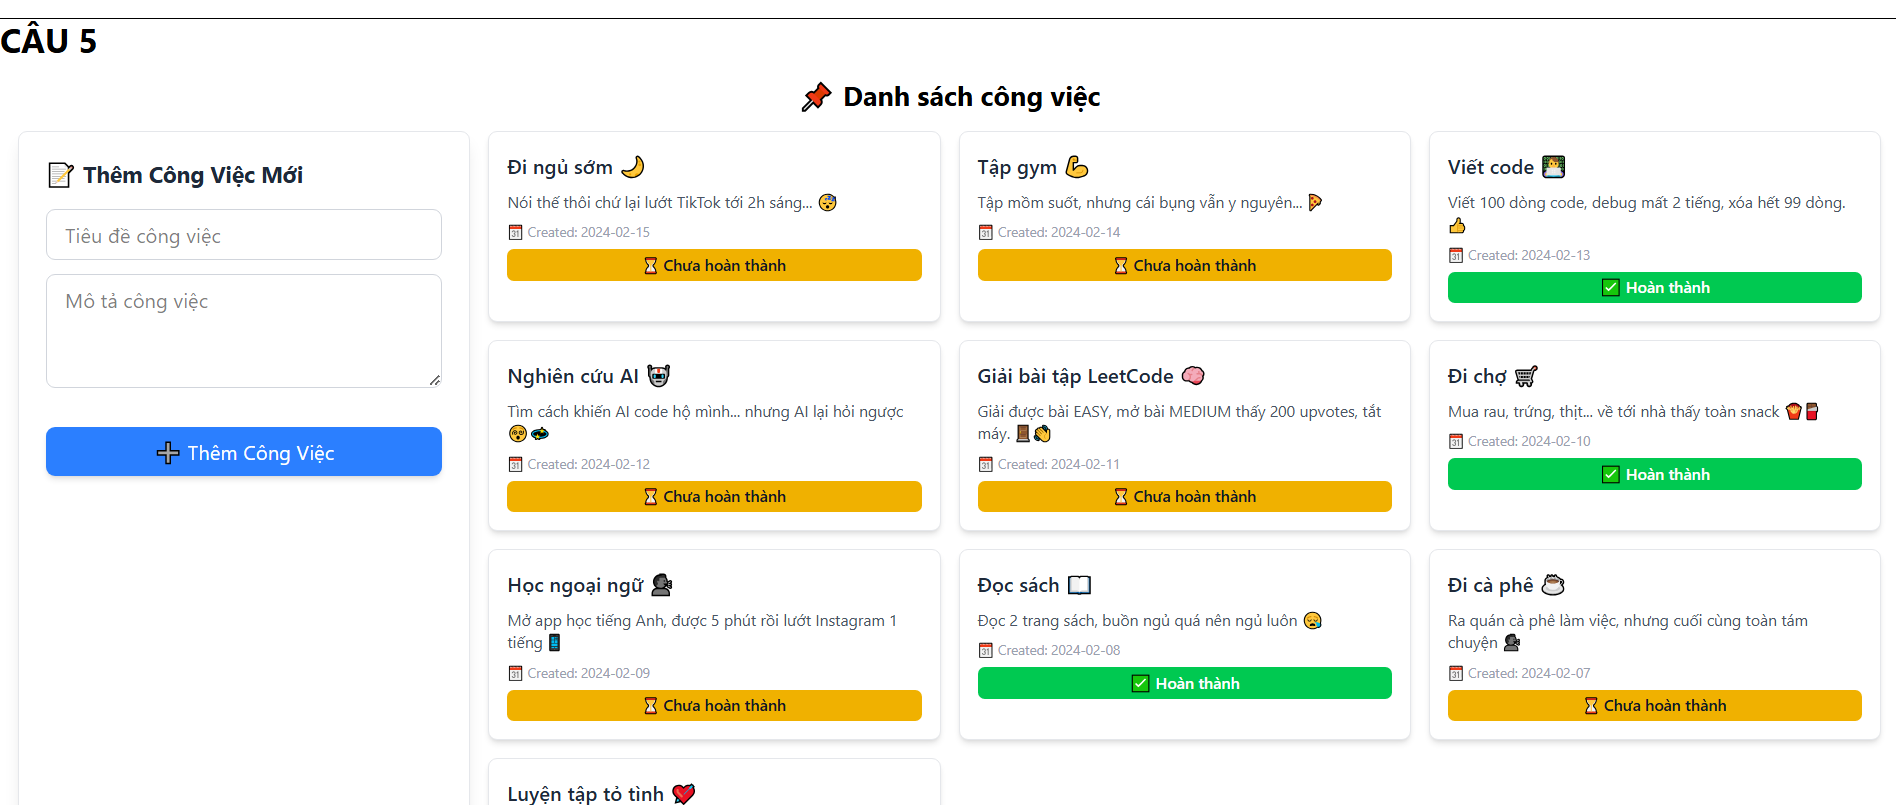 CÂU 5
📌 Danh sách công việc
📝 Thêm Công Việc Mới
Tiêu đề công việc
Mô tả công việc
➕ Thêm Công Việc
Đi ngủ sớm 🌙
Nói thế thôi chứ lại lướt TikTok tới 2h sáng... 😴
📅 Created: 2024-02-15
⏳ Chưa hoàn thành
Tập gym 💪
Tập mồm suốt, nhưng cái bụng vẫn y nguyên... 🍕
📅 Created: 2024-02-14
⏳ Chưa hoàn thành
Viết code 👨‍💻
Viết 100 dòng code, debug mất 2 tiếng, xóa hết 99 dòng.
👍
📅 Created: 2024-02-13
✅ Hoàn thành
Nghiên cứu AI 🤖
Tìm cách khiến AI code hộ mình... nhưng AI lại hỏi ngược
😵‍💫
📅 Created: 2024-02-12
⏳ Chưa hoàn thành
Giải bài tập LeetCode 🧠
Giải được bài EASY, mở bài MEDIUM thấy 200 upvotes, tắt
máy. 🚪👋
📅 Created: 2024-02-11
⏳ Chưa hoàn thành
Đi chợ 🛒
Mua rau, trứng, thịt... về tới nhà thấy toàn snack 🍟🥤
📅 Created: 2024-02-10
✅ Hoàn thành
Học ngoại ngữ 🗣️
Mở app học tiếng Anh, được 5 phút rồi lướt Instagram 1
tiếng 📱
📅 Created: 2024-02-09
⏳ Chưa hoàn thành
Đọc sách 📖
Đọc 2 trang sách, buồn ngủ quá nên ngủ luôn 😪
📅 Created: 2024-02-08
✅ Hoàn thành
Đi cà phê ☕
Ra quán cà phê làm việc, nhưng cuối cùng toàn tám
chuyện 🗣️
📅 Created: 2024-02-07
⏳ Chưa hoàn thành
Luyện tập tỏ tình 💘